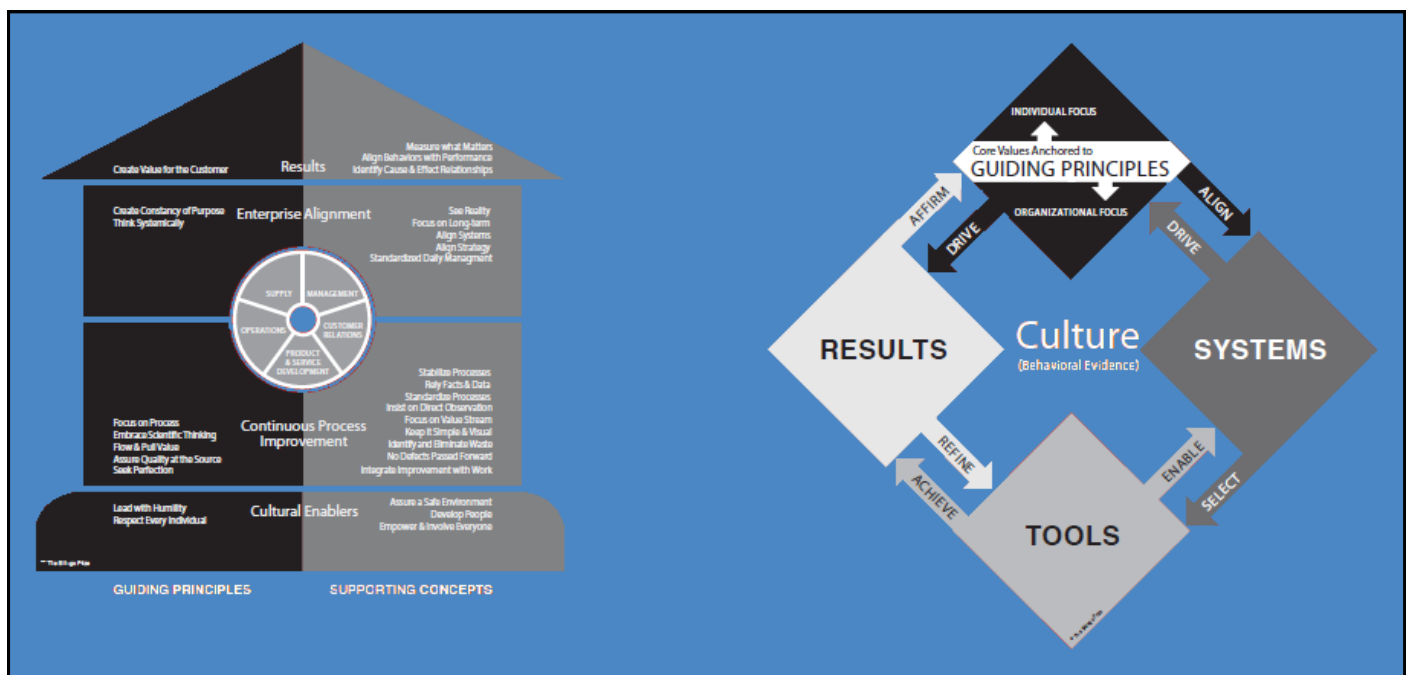 Create Value for the Customer
Results
Measure what Matters
Align Behaviors with Performance
Identify Cause & Effect Relationships
Create Constancy of Purpose
Think Systemically
Enterprise Alignment
See Reality
Focus on Long-term
Align Systems
Align Strategy
Standardized Daily Managment
SUPPLY
MANAGEMENT
OPERATIONS
CUSTOMER
RELATIONS
PRODUCT
& SERVICE
DEVELOPMENT
Focus on Process
Embrace Scientific Thinking
Flow & Pull Value
Assure Quality at the Source
Seek Perfection
Continuous Process
Improvement
Stabilize Processes
Rely Facts & Data
Standardize Processes
Insist on Direct Observation
Focus on Value Stream
Keep It Simple & Visual
Identify and Eliminate Waste
No Defects Passed Forward
Integrate Improvement with Work
Lead with Humility
Respect Every Individual
Cultural Enablers
Assure a Safe Environment
Develop People
Empower & Involve Everyone
GUIDING PRINCIPLES
SUPPORTING CONCEPTS
INDIVIDUAL FOCUS
Core Values Anchored to
GUIDING PRINCIPLES
ORGANIZATIONAL FOCUS
AFFIRM
DRIVE
ALIGN
DRIVE
RESULTS
Culture
(Behavioral Evidence)
SYSTEMS
REFINE
ACHIEVE
ENABLE
SELECT
TOOLS